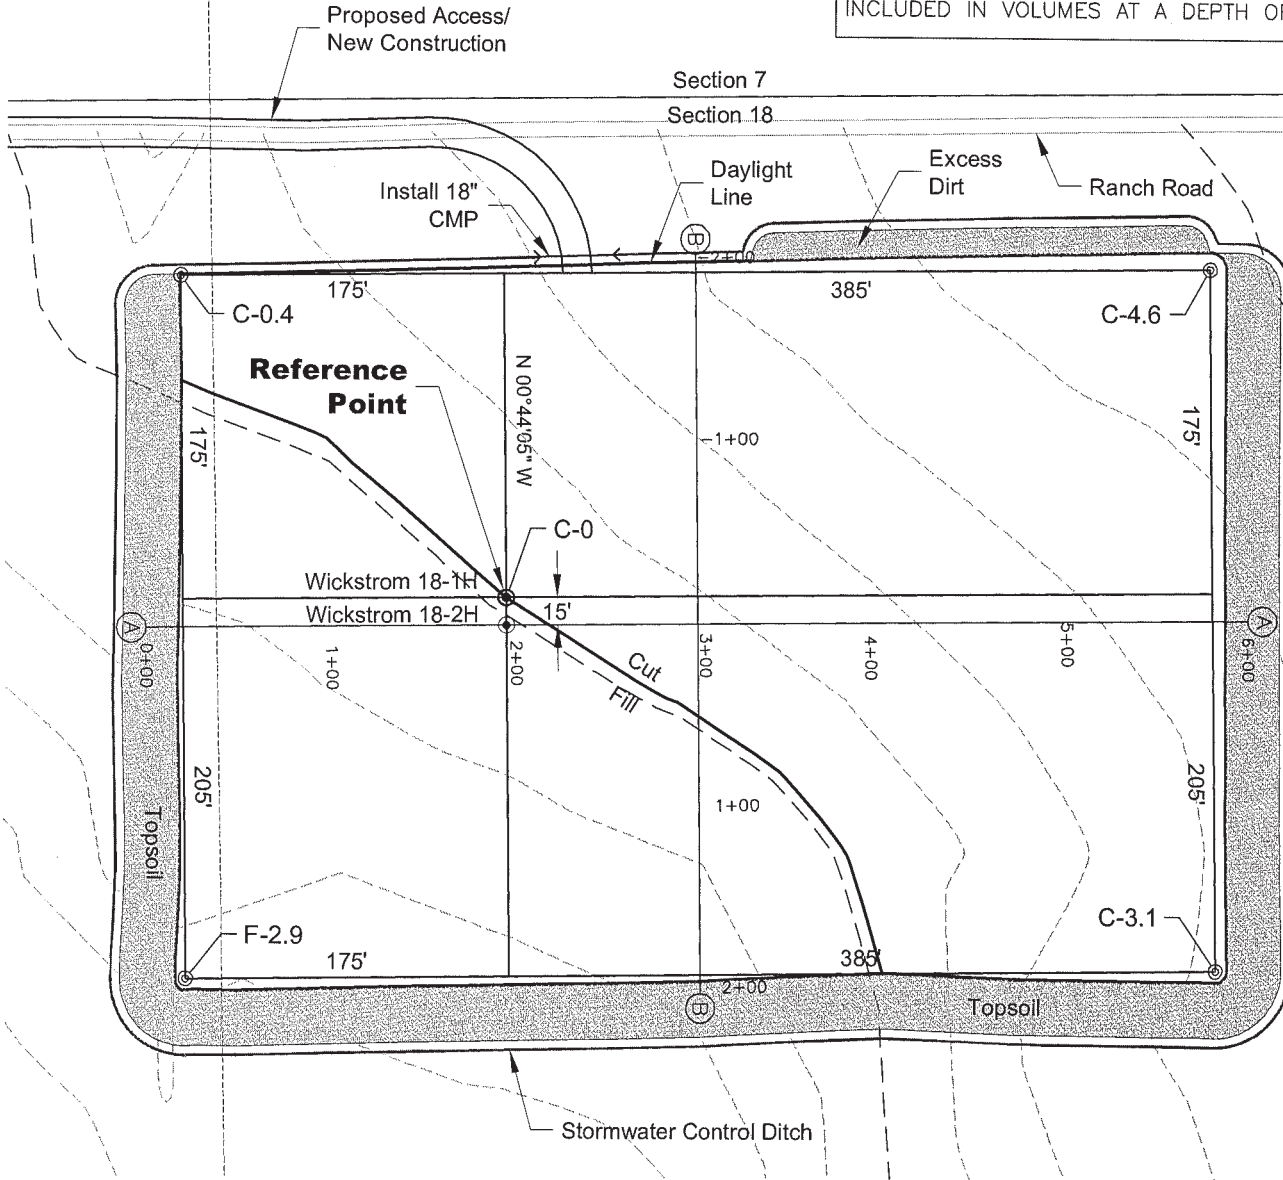 INCLUDED IN VOLUMES AT A DEPTH
Proposed Access/
New Construction
Section 7
Section 18
Ranch Road
Excess
Dirt
Daylight
Line
Install 18"
CMP
B
-2+00
175'
385'
C-0.4
C-4.6
Reference
Point
N 00°44'05" W
175'
175'
-1+00
C-0
Wickstrom 18-1H
15'
Wickstrom 18-2H
A
0+00
1+00
2+00
3+00
4+00
5+00
6+00
A
Cut
Fill
205'
205'
1+00
Topsoil
F-2.9
C-3.1
175'
385'
2+00
B
Topsoil
Stormwater Control Ditch